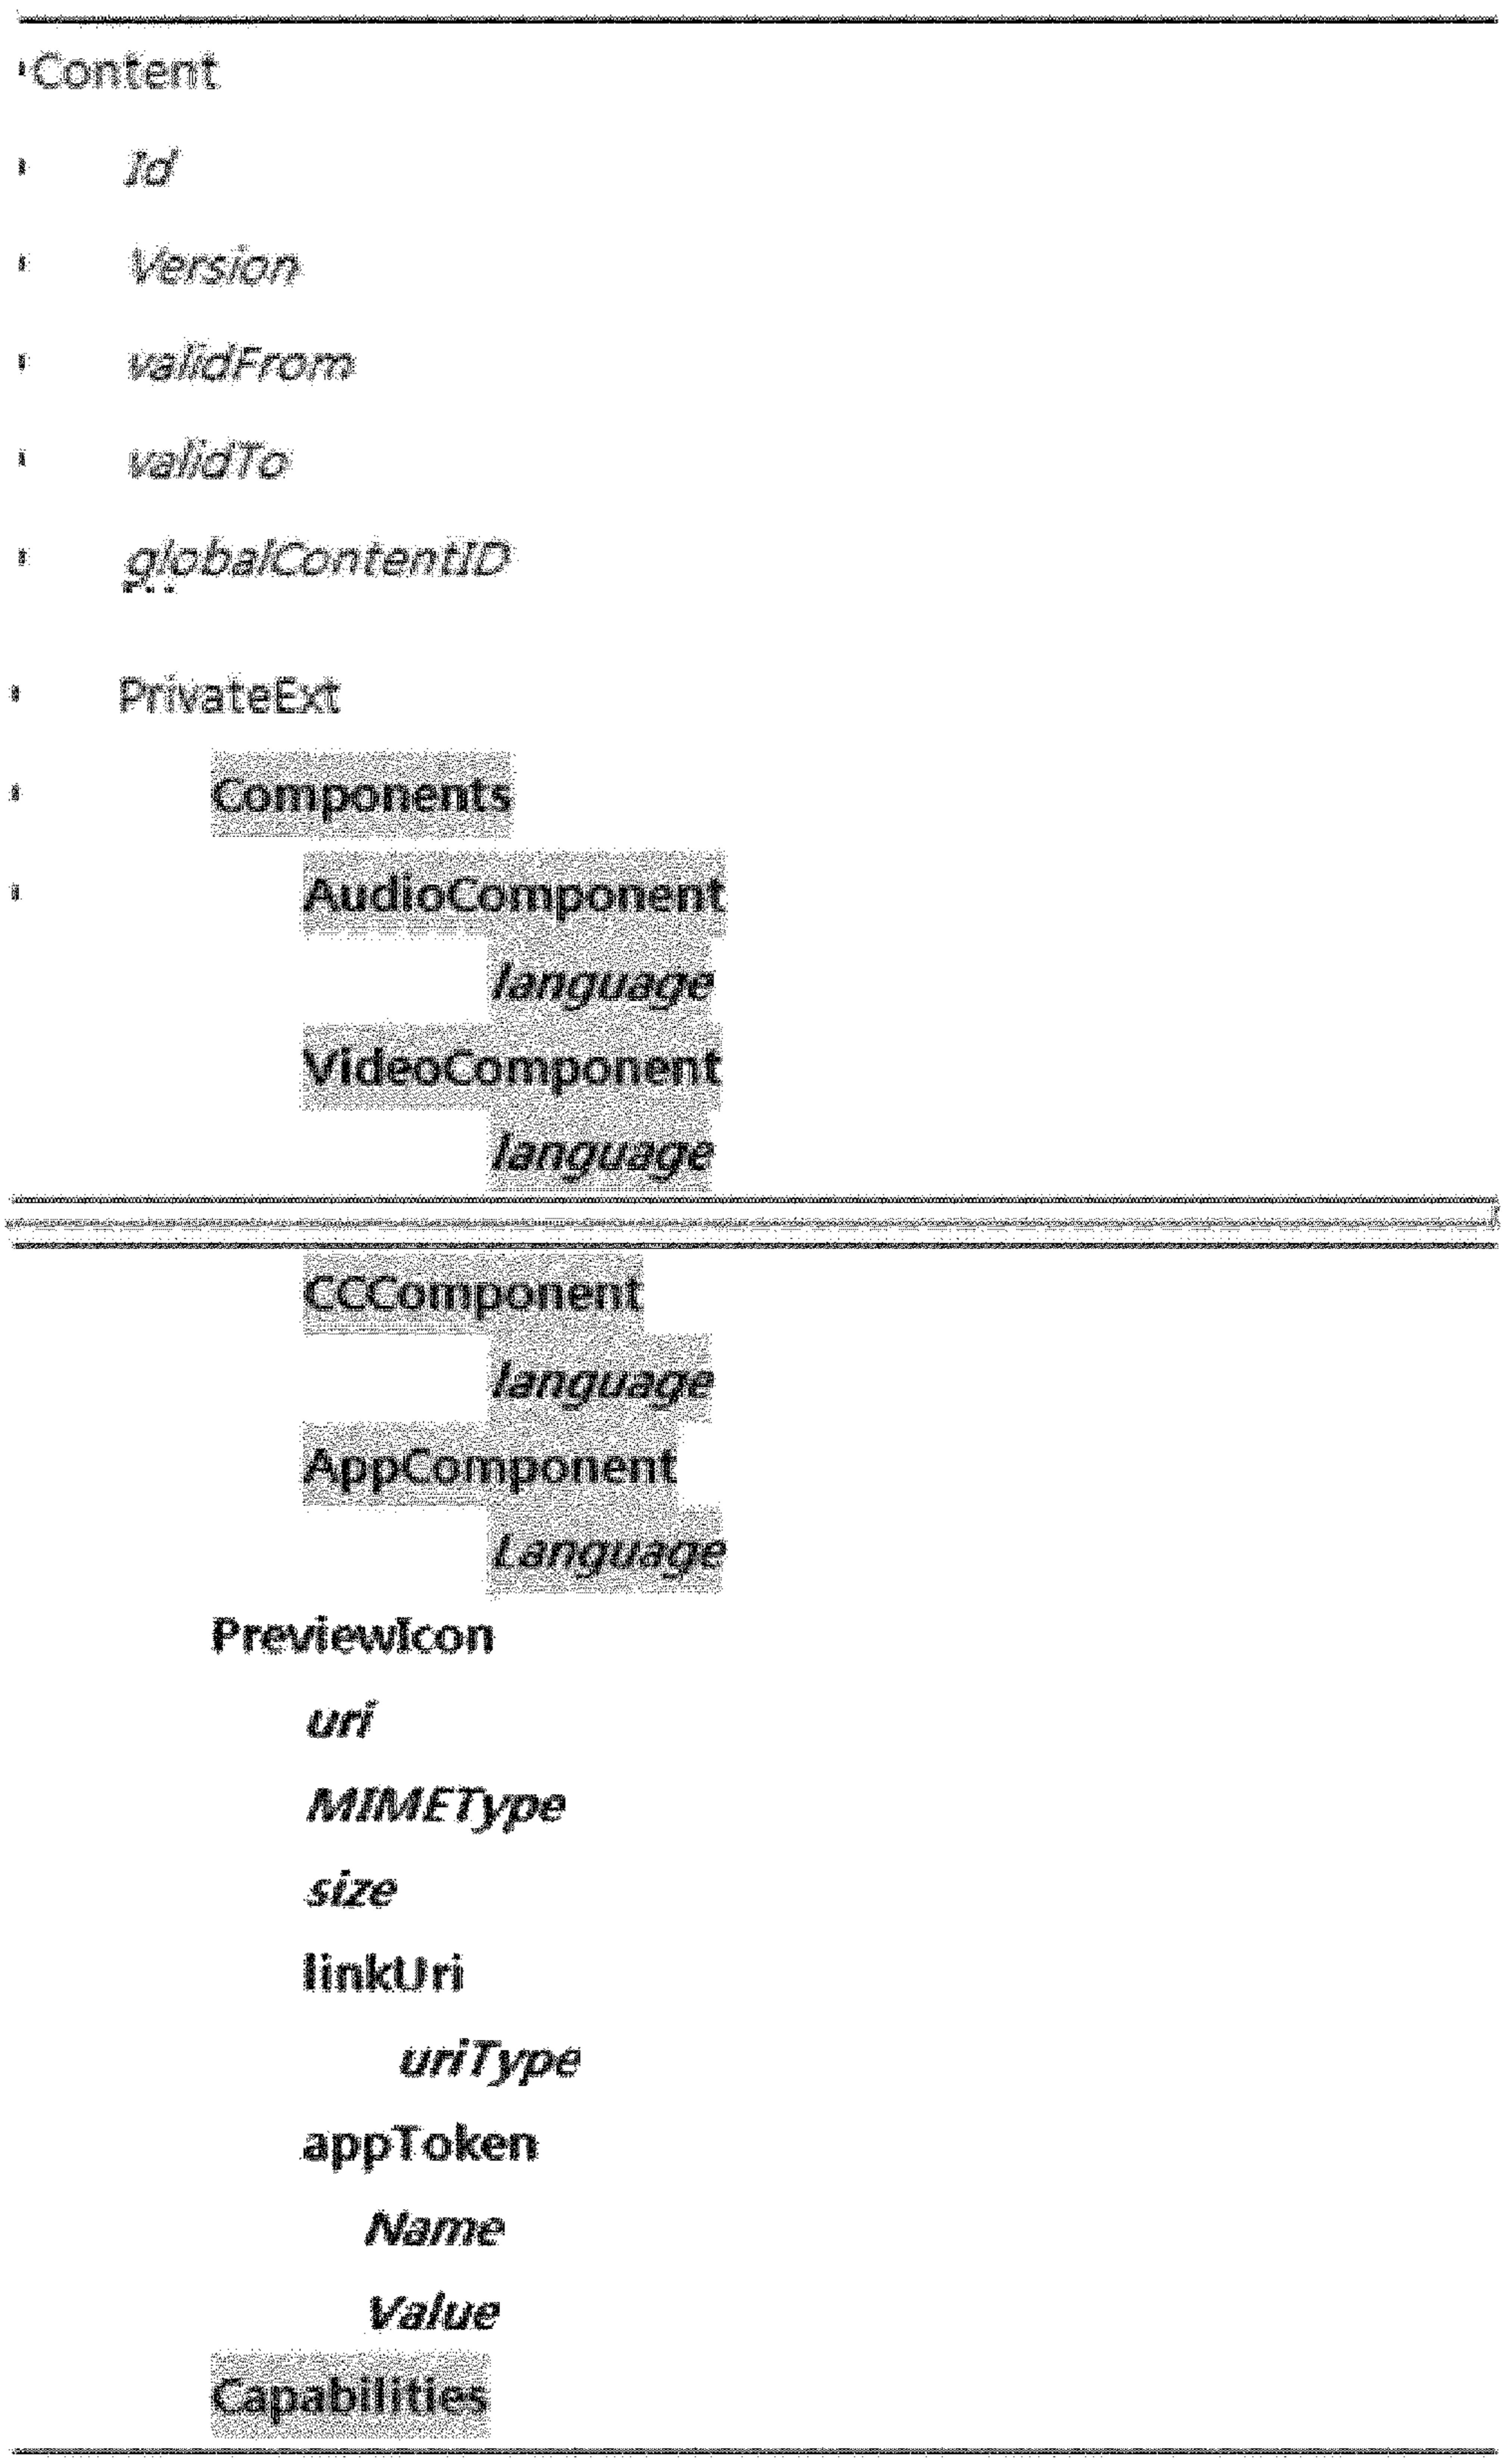 Content
Id
Version
validFrom
validTo
globalContentID
...
PrivateExt
Components
AudioComponent
language
VideoComponent
language
CCComponent
language
AppComponent
Language
PreviewIcon
uri
MIMEType
size
linkUri
uriType
appToken
Name
Value
Capabilities